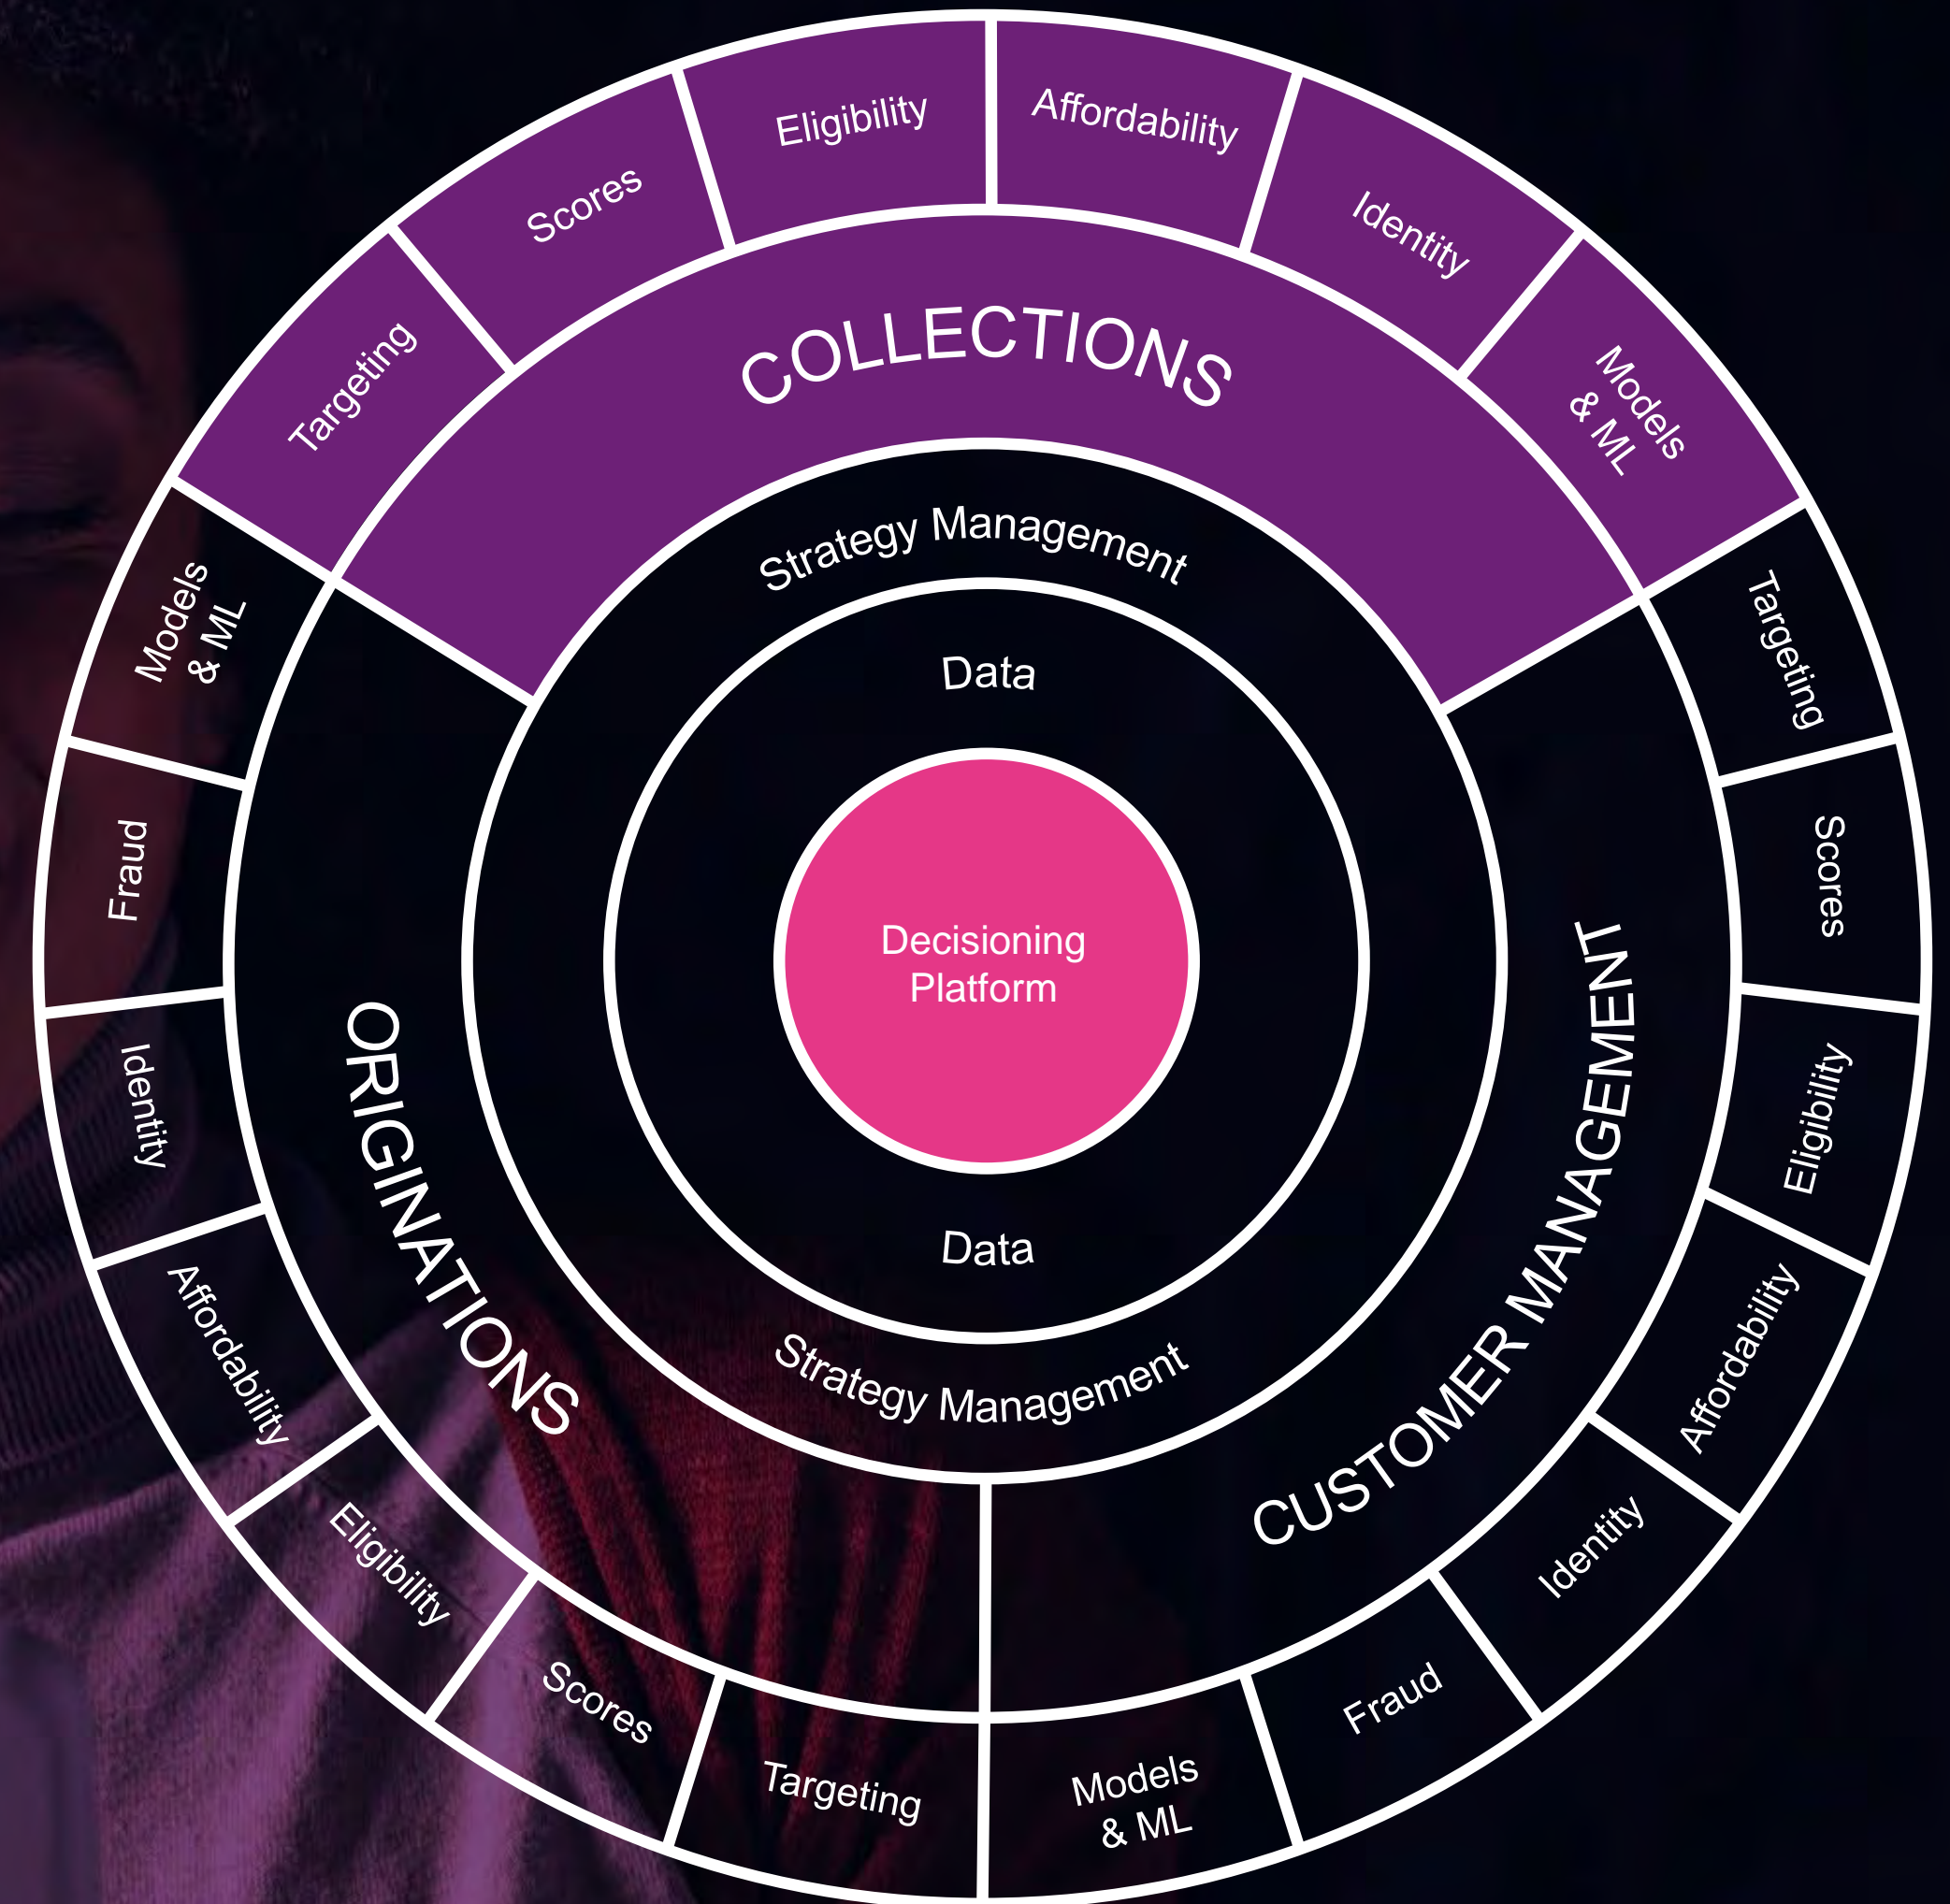 Eligibility
Affordability
Scores
Identity
Targeting
Models
& ML
COLLECTIONS
Strategy Management
Data
Decisioning
Platform
Data
Strategy Management
CUSTOMER MANAGEMENT
Targeting
Scores
Eligibility
Affordability
Identity
Fraud
Models
& ML
ORIGINATIONS
Targeting
Scores
Eligibility
Affordability
Identity
Fraud
Models
& ML